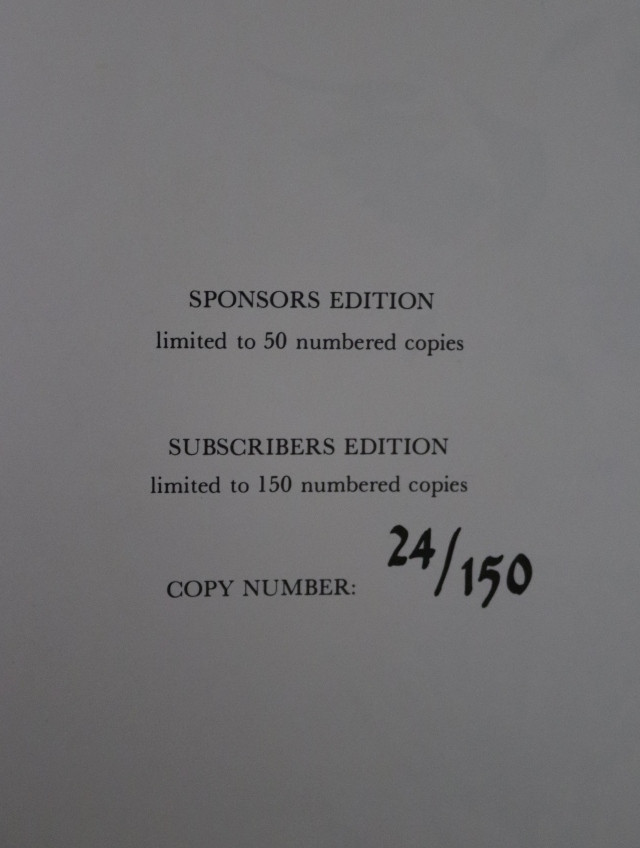 SPONSORS EDITION
limited to 50 numbered copies
SUBSCRIBERS EDITION
limited to 150 numbered copies
COPY NUMBER: 24/150